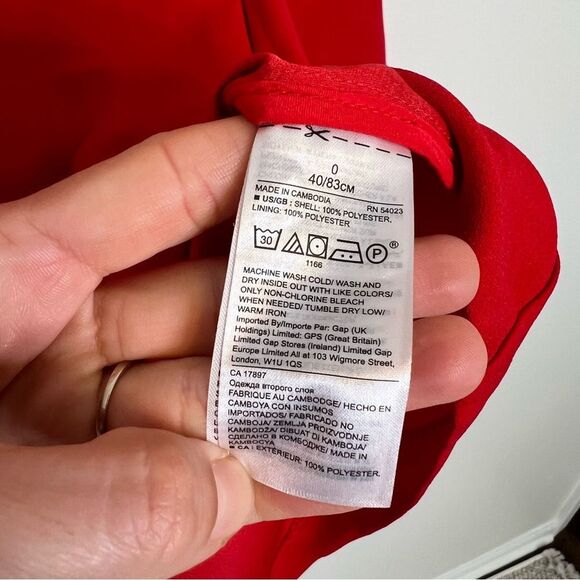 0
40/83CM
MADE IN CAMBODIA RN 54023
■ US/GB ; SHELL: 100% POLYESTER.
LINING: 100% POLYESTER
30 P ®
1166
MACHINE WASH COLD/ WASH AND
DRY INSIDE OUT WITH LIKE COLORS/
ONLY NON-CHLORINE BLEACH
WHEN NEEDED/ TUMBLE DRY LOW/
WARM IRON
Imported By/Importe Par: Gap (UK
Holdings) Limited: GPS (Great Britain)
Limited Gap Stores (Ireland) Limited Gap
Europe Limited All at 103 Wigmore Street,
London, W1U 1QS
CA 17897
Одежда второго слоя
FABRIQUE AU CAMBODGE/ HECHO EN
CAMBOYA CON INSUMOS
IMPORTADOS/ FABRICADO NO
KAMBODŽA/ DIBUAT DI KAMBOJA/
СДЕЛАНО В КОМБОДЖЕ/ MADE IN
■ CA ; EXTÉRIEUR: 100% POLYESTER